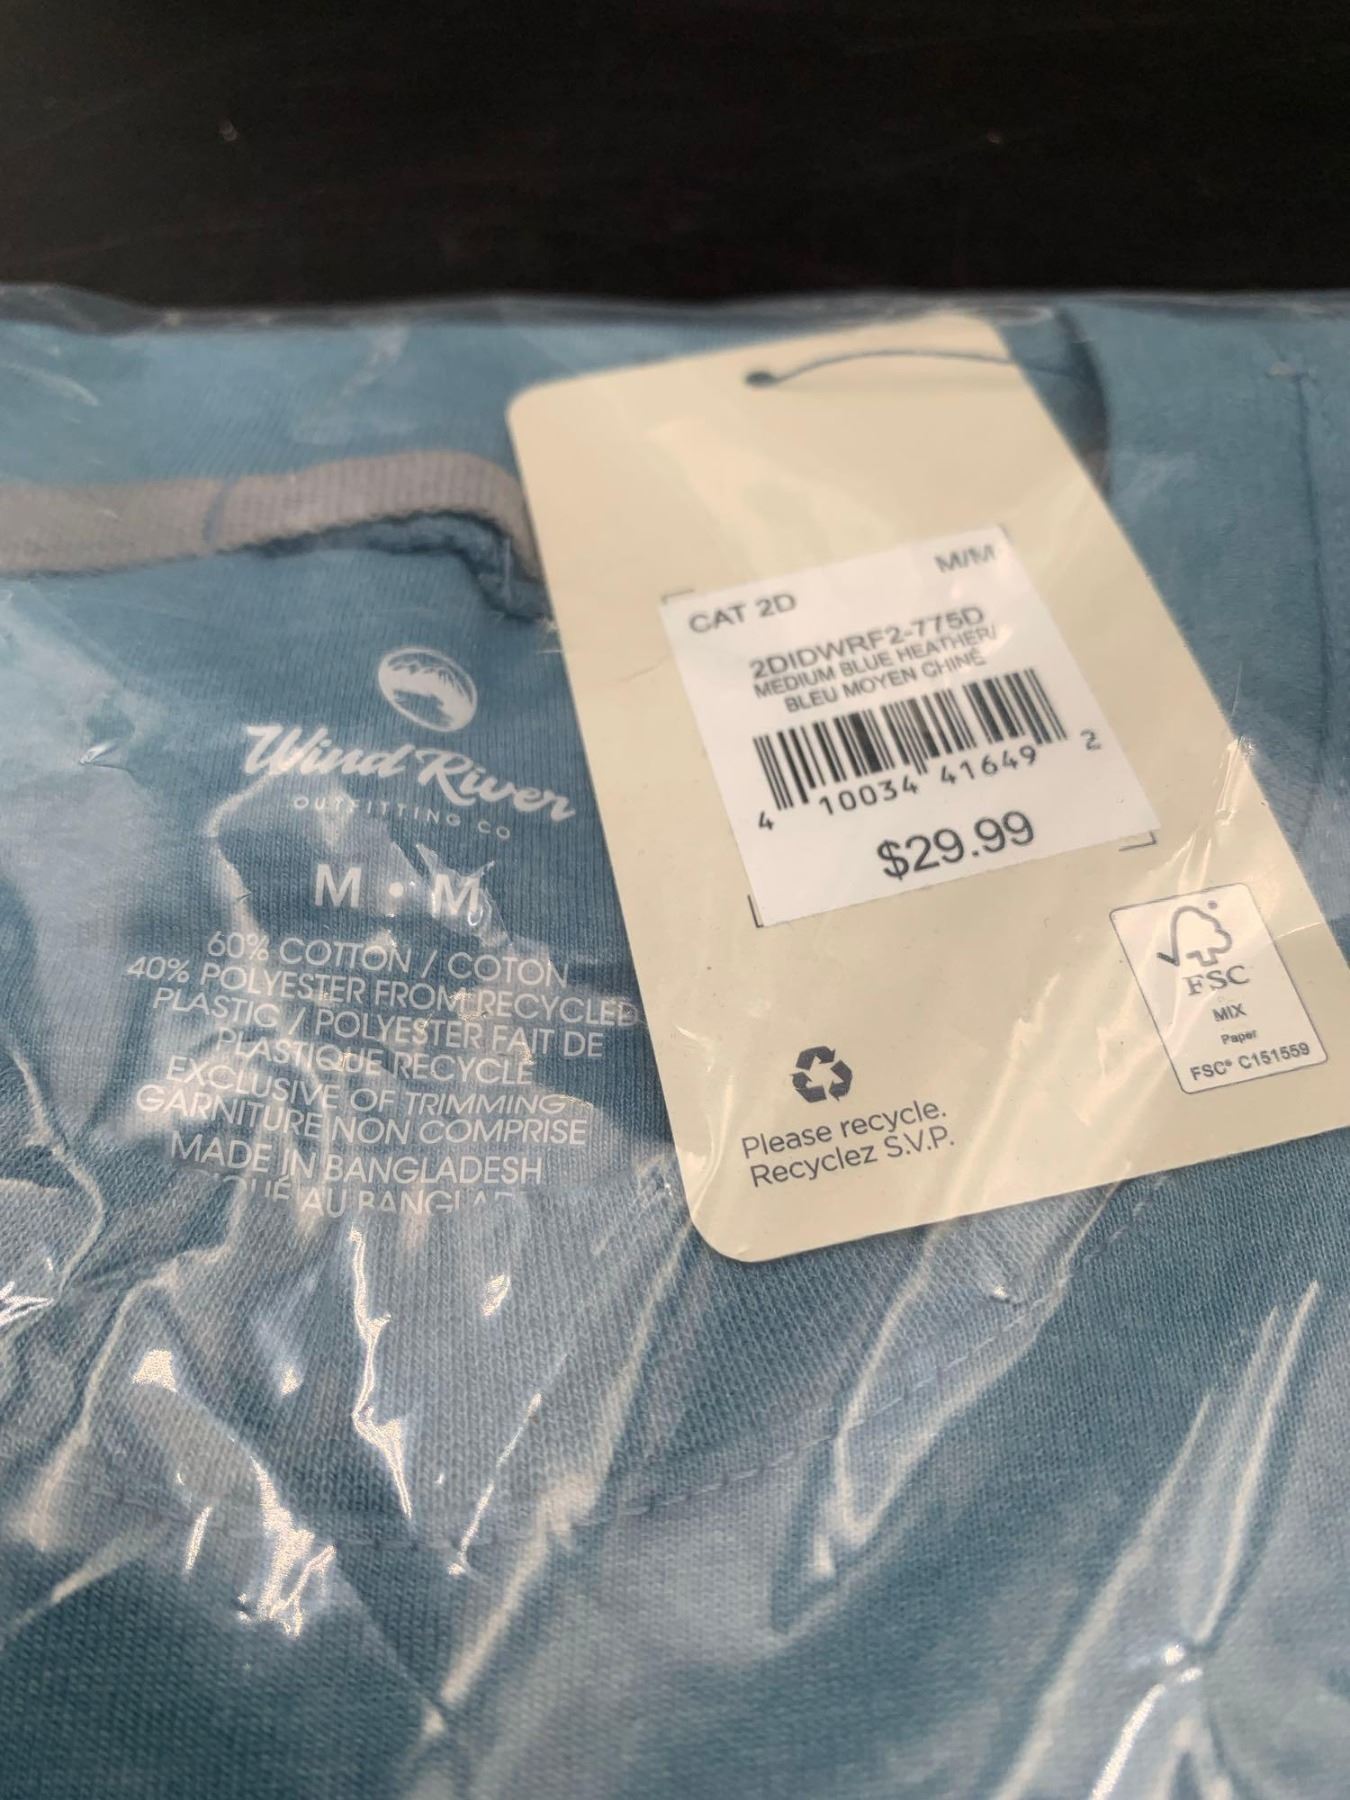 Wind River
OUTFITTING CO
M • M
60% COTTON / COTON
40% POLYESTER FROM RECYCLED
PLASTIC / POLYESTER FAIT DE
PLASTIQUE RECYCLE
EXCLUSIVE OF TRIMMING
GARNITURE NON COMPRISE
MADE IN BANGLADESH
AU
M/M
CAT 2D
2DIDWRF2-775D
MEDIUM BLUE HEATHER/
BLEU MOYEN CHINÉ
4 10034 41649 2
$29.99
FSC
MIX
Paper
FSC® C151559
Please recycle.
Recyclez S.V.P.